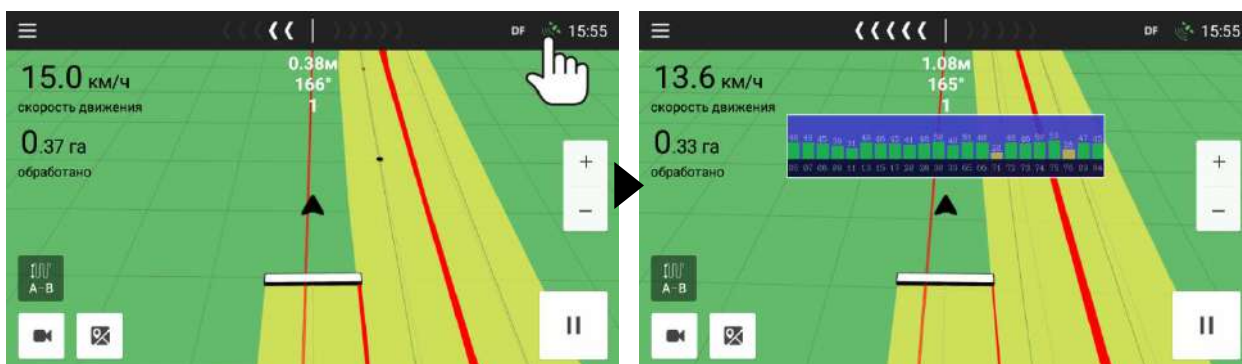 DF 15:55
15.0 км/ч
скорость движения
0.37 га
обработано
0.38м
166°
1
+
−
A-B
DF 15:55
13.6 км/ч
скорость движения
0.33 га
обработано
1.08м
165°
1
+
−
A-B